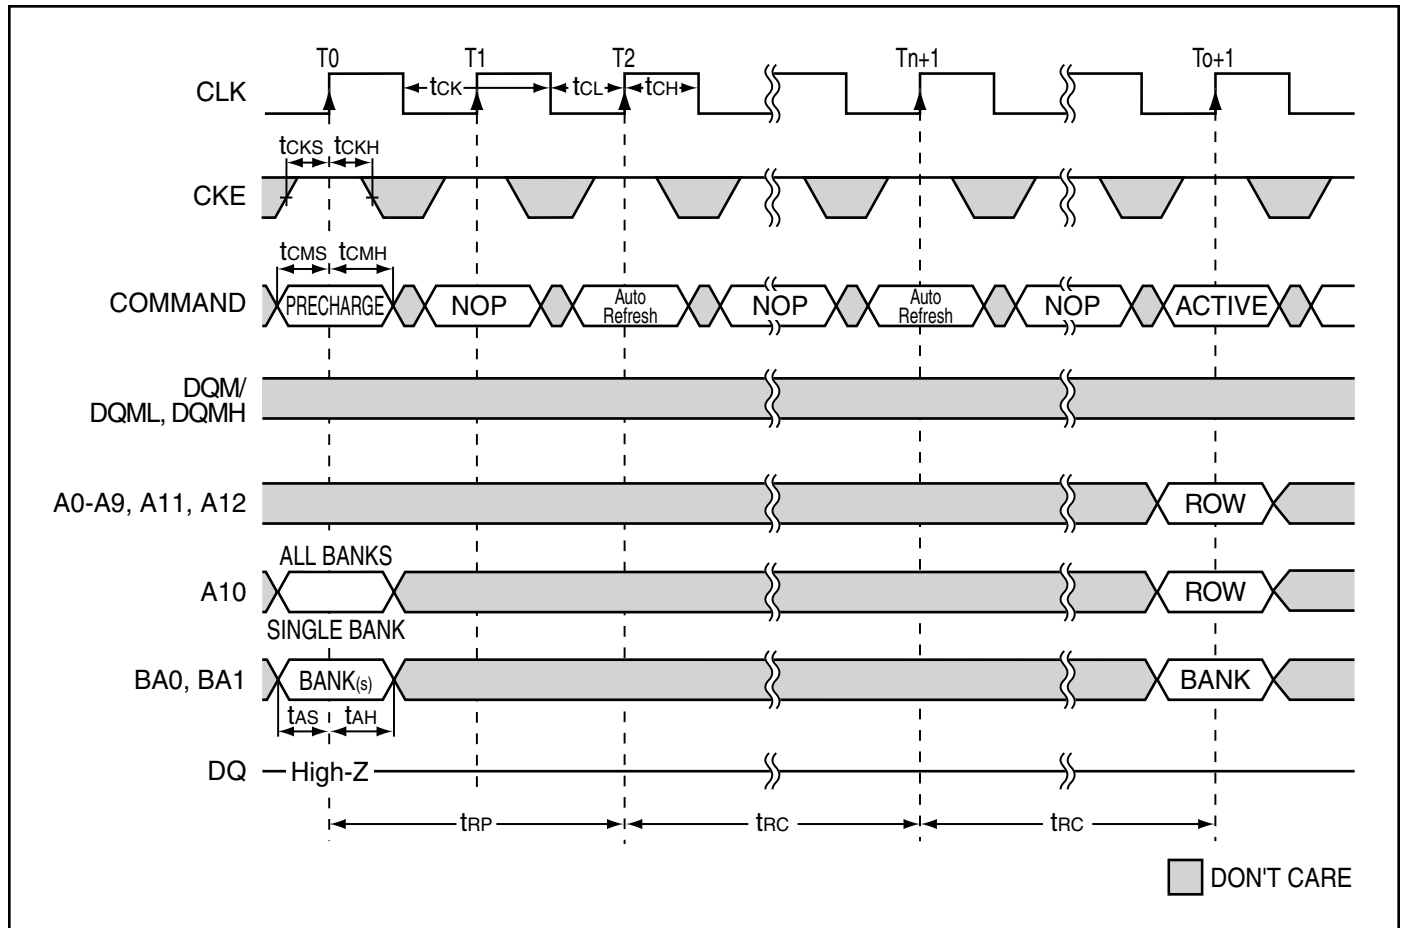 T0 T1 T2 Tn+1 To+1
CLK tCK tCL tCH
tCKS tCKH
CKE
tCMS tCMH
COMMAND PRECHARGE NOP Auto Refresh NOP Auto Refresh NOP ACTIVE
DQM/
DQML, DQMH
A0-A9, A11, A12 ROW
ALL BANKS
A10 ROW
SINGLE BANK
BA0, BA1 BANK(s) BANK
tAS tAH
DQ High-Z
tRP tRC tRC
DON'T CARE